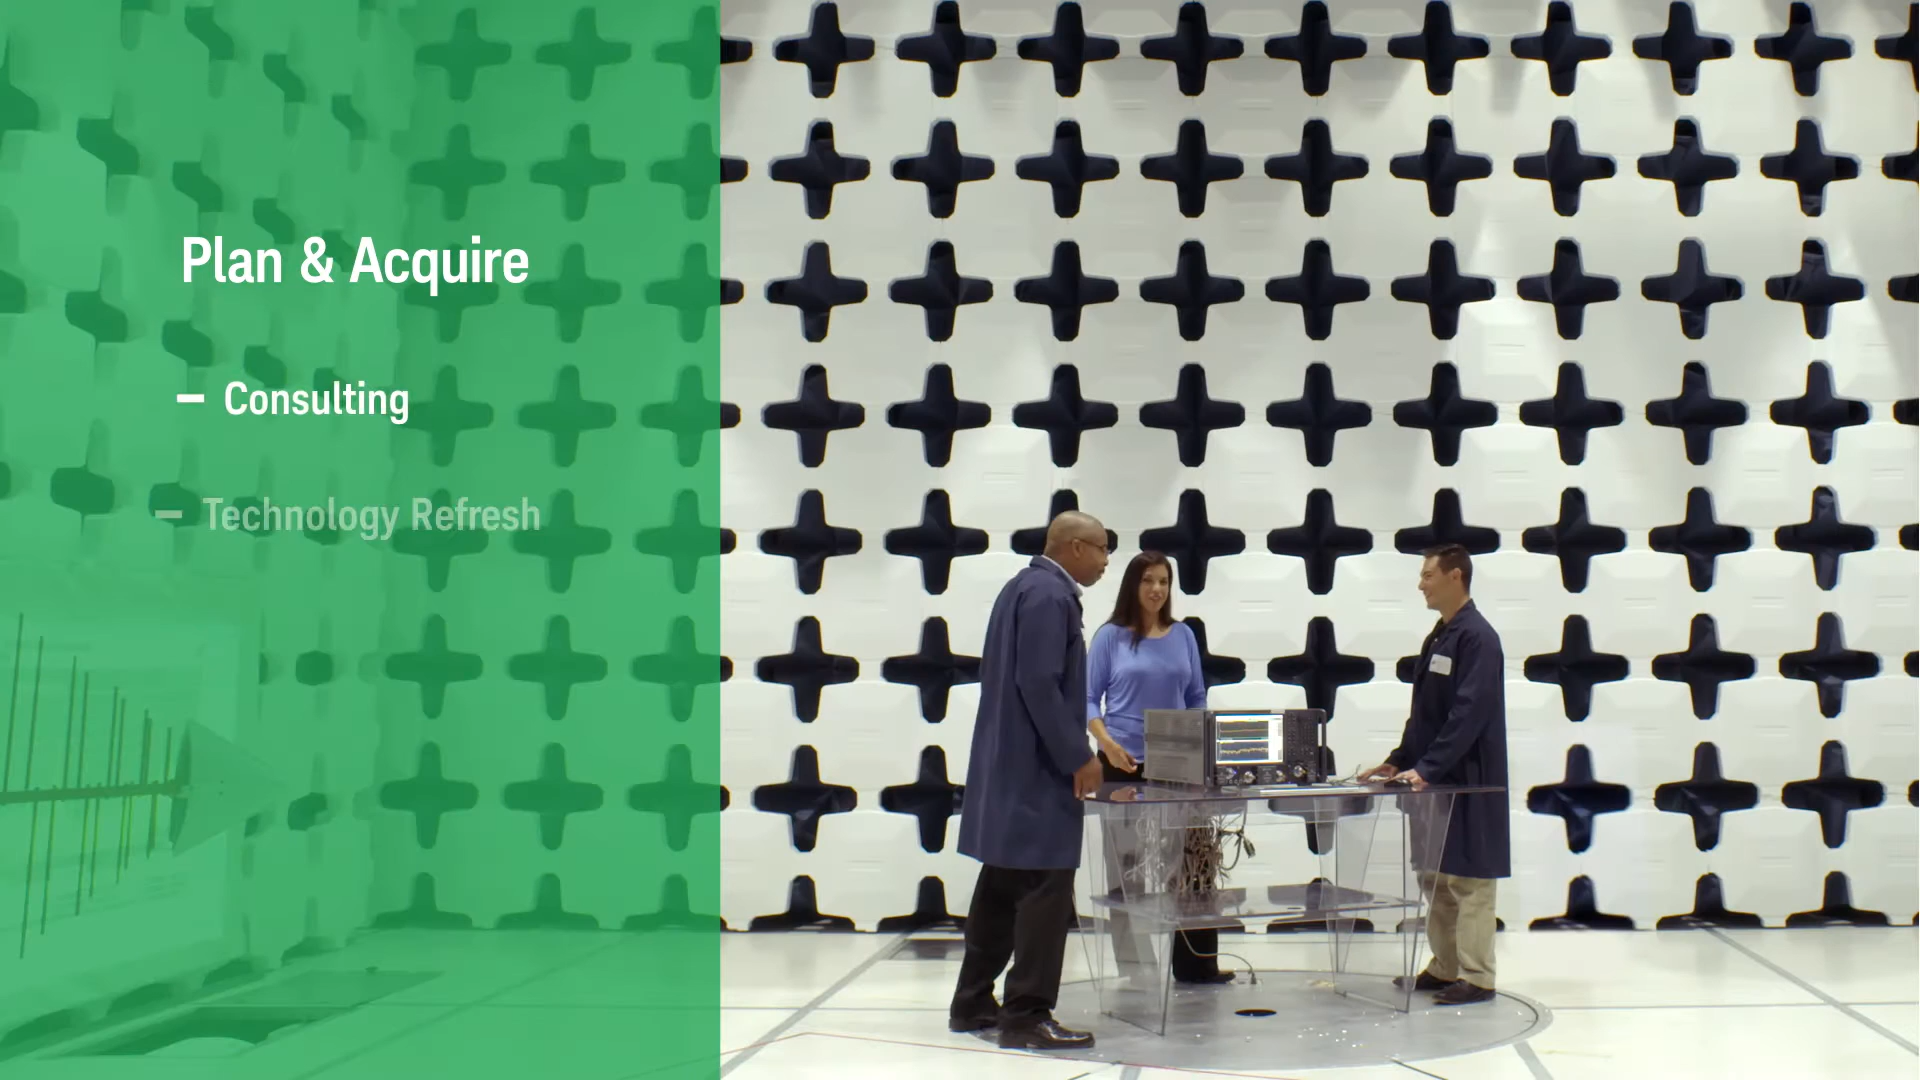 Plan & Acquire
– Consulting
– Technology Refresh